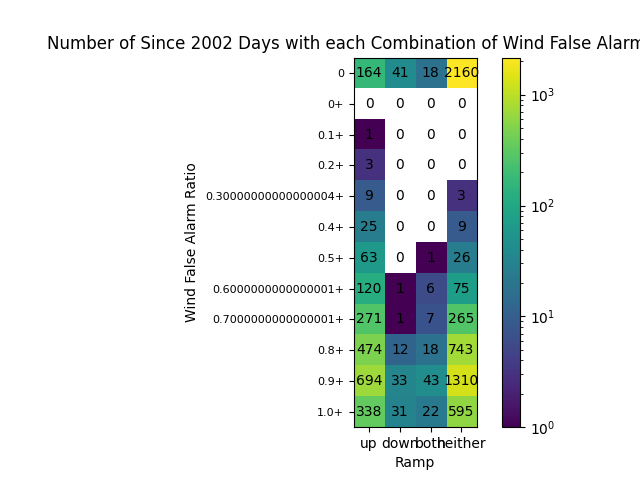 Number of Since 2002 Days with each Combination of Wind False Alarm
0 164 41 18 2160
0+ 0 0 0 0
0.1+ 1 0 0 0
0.2+ 3 0 0 0
0.30000000000000004+ 9 0 0 3
0.4+ 25 0 0 9
0.5+ 63 0 1 26
0.6000000000000001+ 120 1 6 75
0.7000000000000001+ 271 1 7 265
0.8+ 474 12 18 743
0.9+ 694 33 43 1310
1.0+ 338 31 22 595
up down both neither
Ramp
Wind False Alarm Ratio
10³
10²
10¹
10⁰